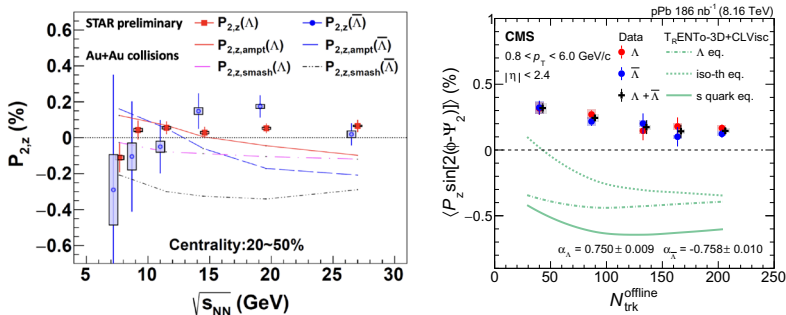 STAR preliminary
Au+Au collisions
P2,z(Λ)
P2,z(Λ̅)
P2,z,ampt(Λ)
P2,z,ampt(Λ̅)
P2,z,smash(Λ)
P2,z,smash(Λ̅)
0.6
0.4
0.2
0
−0.2
−0.4
−0.6
P2,z (%)
Centrality:20~50%
5 10 15 20 25 30
√sNN (GeV)
pPb 186 nb⁻¹ (8.16 TeV)
CMS
Data
TRENTo-3D+CLVisc
0.8 < pT < 6.0 GeV/c
|η| < 2.4
Λ
Λ̅
Λ + Λ̅
Λ eq.
iso-th eq.
s quark eq.
1.0
0.5
0.0
−0.5
⟨Pz sin[2(ϕ-Ψ2)]⟩ (%)
αΛ = 0.750 ± 0.009 αΛ̅ = -0.758 ± 0.010
0 50 100 150 200 250
Ntrk offline